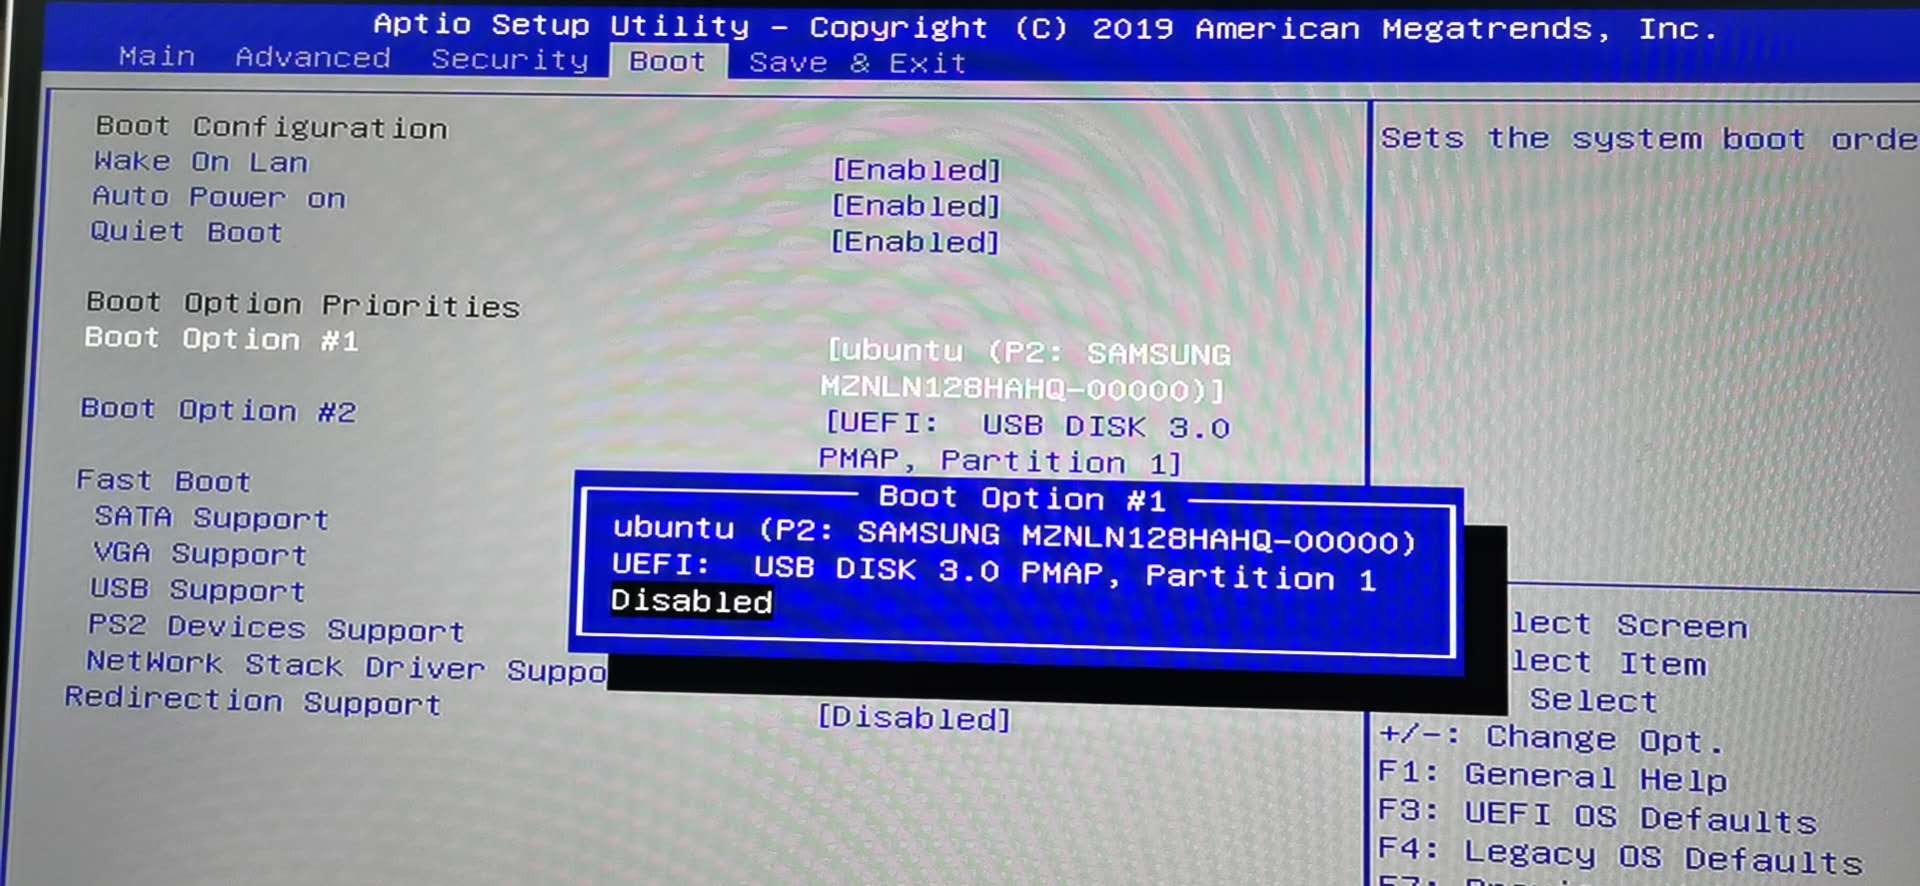 Aptio Setup Utility – Copyright (C) 2019 American Megatrends, Inc.
Main Advanced Security Boot Save & Exit
Boot Configuration
Wake On Lan [Enabled]
Auto Power on [Enabled]
Quiet Boot [Enabled]
Boot Option Priorities
Boot Option #1 [ubuntu (P2: SAMSUNG
MZNLN128HAHQ-00000)]
Boot Option #2 [UEFI: USB DISK 3.0
PMAP, Partition 1]
Fast Boot
SATA Support
VGA Support
USB Support
PS2 Devices Support
NetWork Stack Driver Suppo
Redirection Support [Disabled]
Boot Option #1
ubuntu (P2: SAMSUNG MZNLN128HAHQ-00000)
UEFI: USB DISK 3.0 PMAP, Partition 1
Disabled
Sets the system boot orde
lect Screen
lect Item
Select
+/-: Change Opt.
F1: General Help
F3: UEFI OS Defaults
F4: Legacy OS Defaults